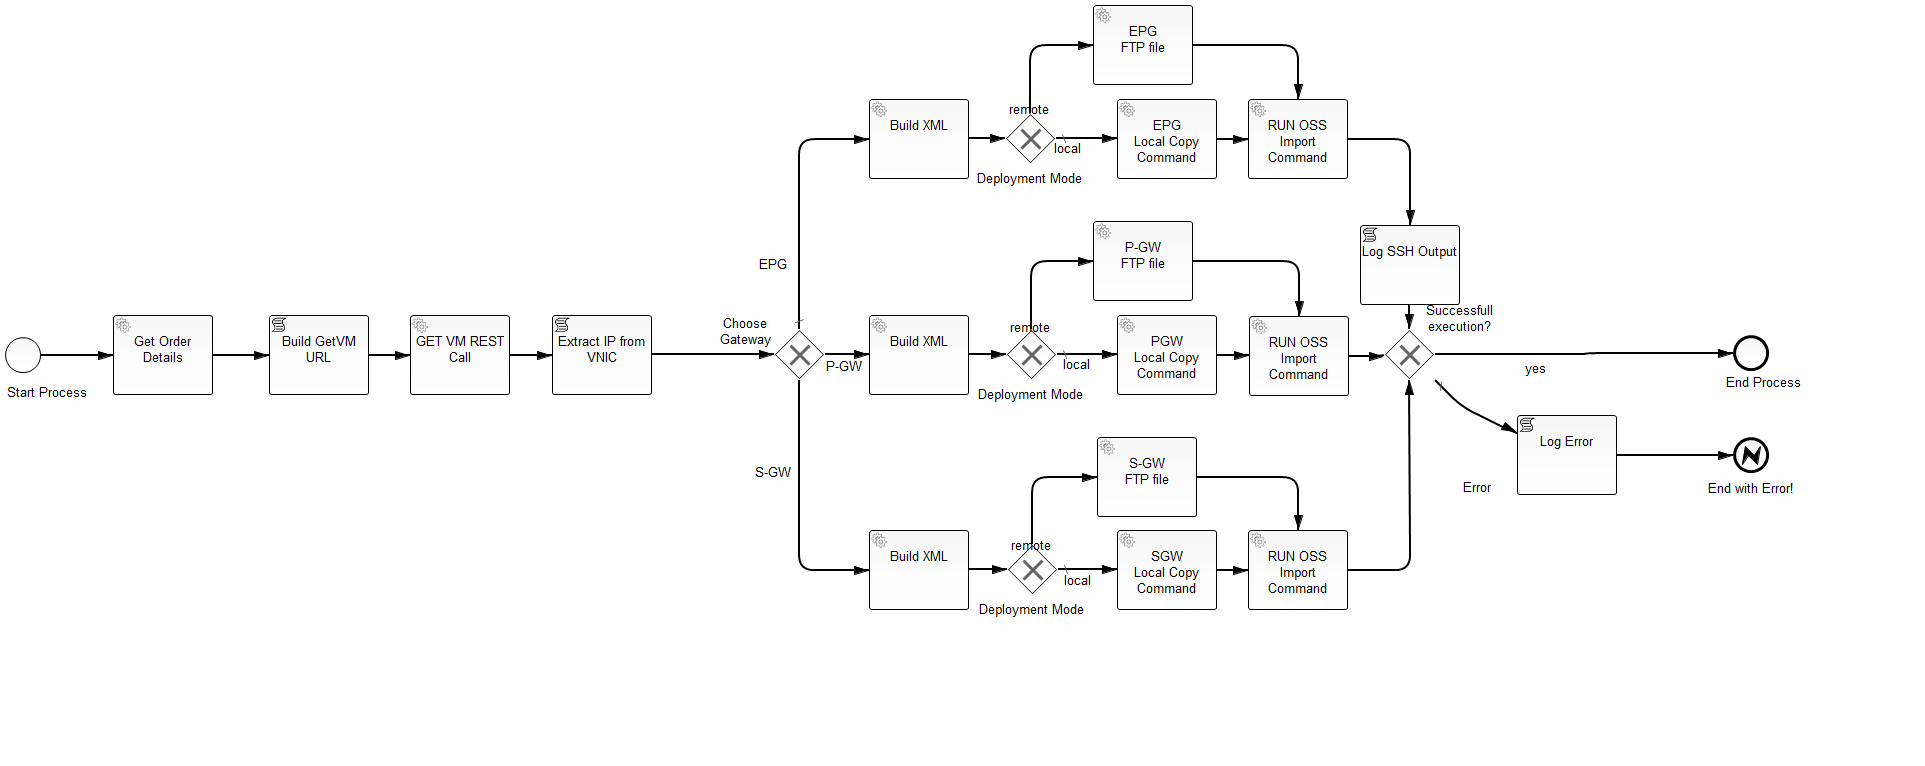 Start Process
Get Order
Details
Build GetVM
URL
GET VM REST
Call
Extract IP from
VNIC
Choose
Gateway
EPG
P-GW
S-GW
Build XML
remote
local
Deployment Mode
EPG
FTP file
EPG
Local Copy
Command
RUN OSS
Import
Command
Log SSH Output
Build XML
remote
local
Deployment Mode
P-GW
FTP file
PGW
Local Copy
Command
RUN OSS
Import
Command
Build XML
remote
local
Deployment Mode
S-GW
FTP file
SGW
Local Copy
Command
RUN OSS
Import
Command
Successfull
execution?
yes
End Process
Error
Log Error
End with Error!